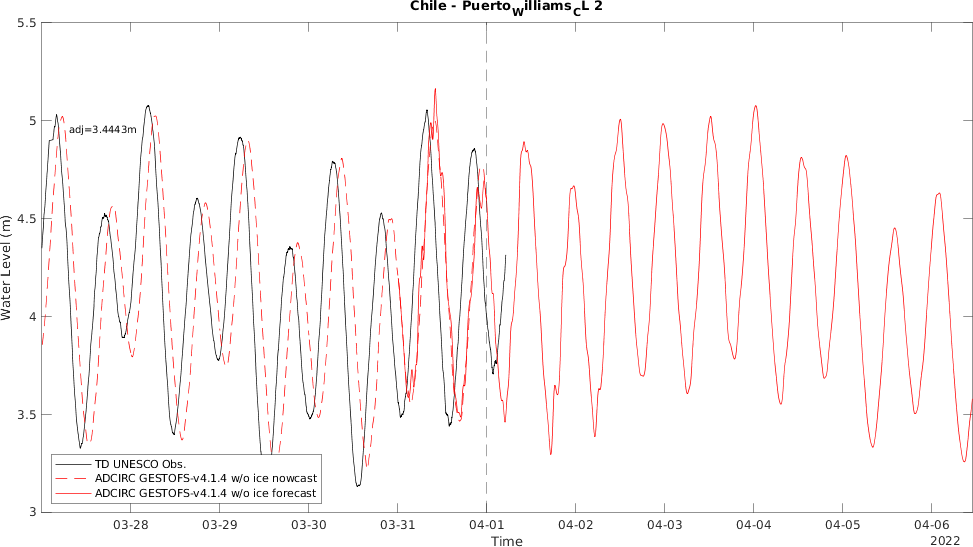 Chile - PuertoWilliamsCL 2
5.5
5
4.5
4
3.5
3
Water Level (m)
adj=3.4443m
TD UNESCO Obs.
ADCIRC GESTOFS-v4.1.4 w/o ice nowcast
ADCIRC GESTOFS-v4.1.4 w/o ice forecast
03-28 03-29 03-30 03-31 04-01 04-02 04-03 04-04 04-05 04-06
Time
2022